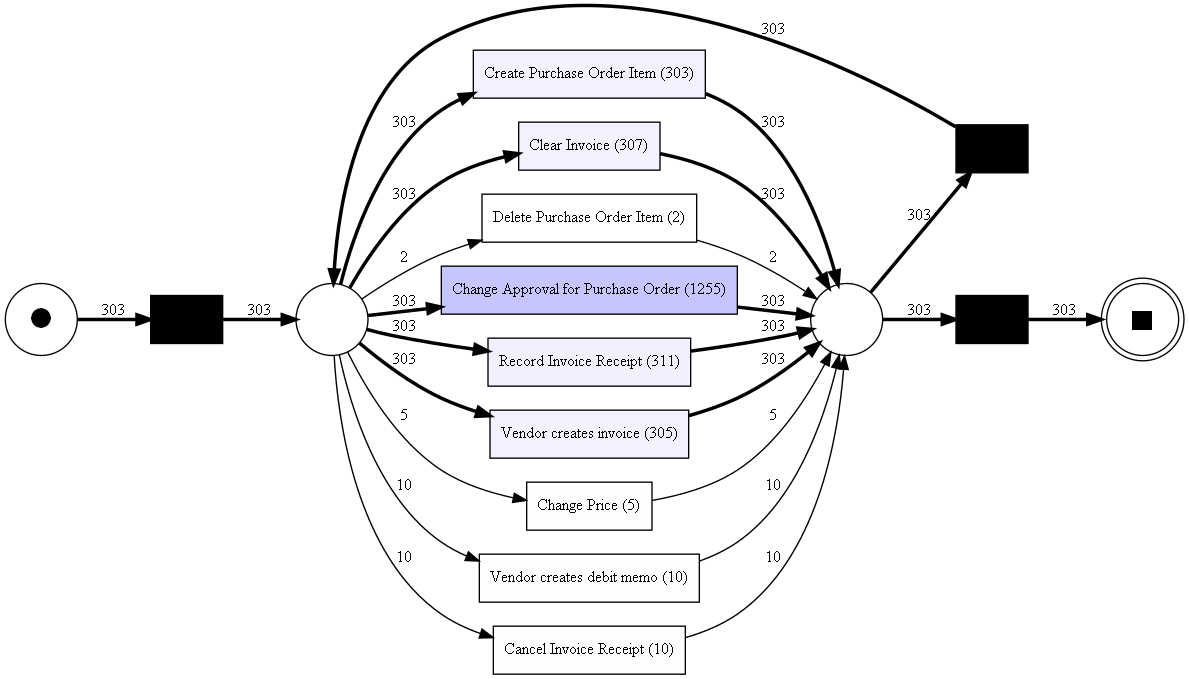 303
Create Purchase Order Item (303)
303
303
Clear Invoice (307)
303
303
Delete Purchase Order Item (2)
303
2
2
Change Approval for Purchase Order (1255)
303
303
303
303
303
303
303
303
Record Invoice Receipt (311)
303
303
Vendor creates invoice (305)
5
5
Change Price (5)
10
10
Vendor creates debit memo (10)
10
10
Cancel Invoice Receipt (10)